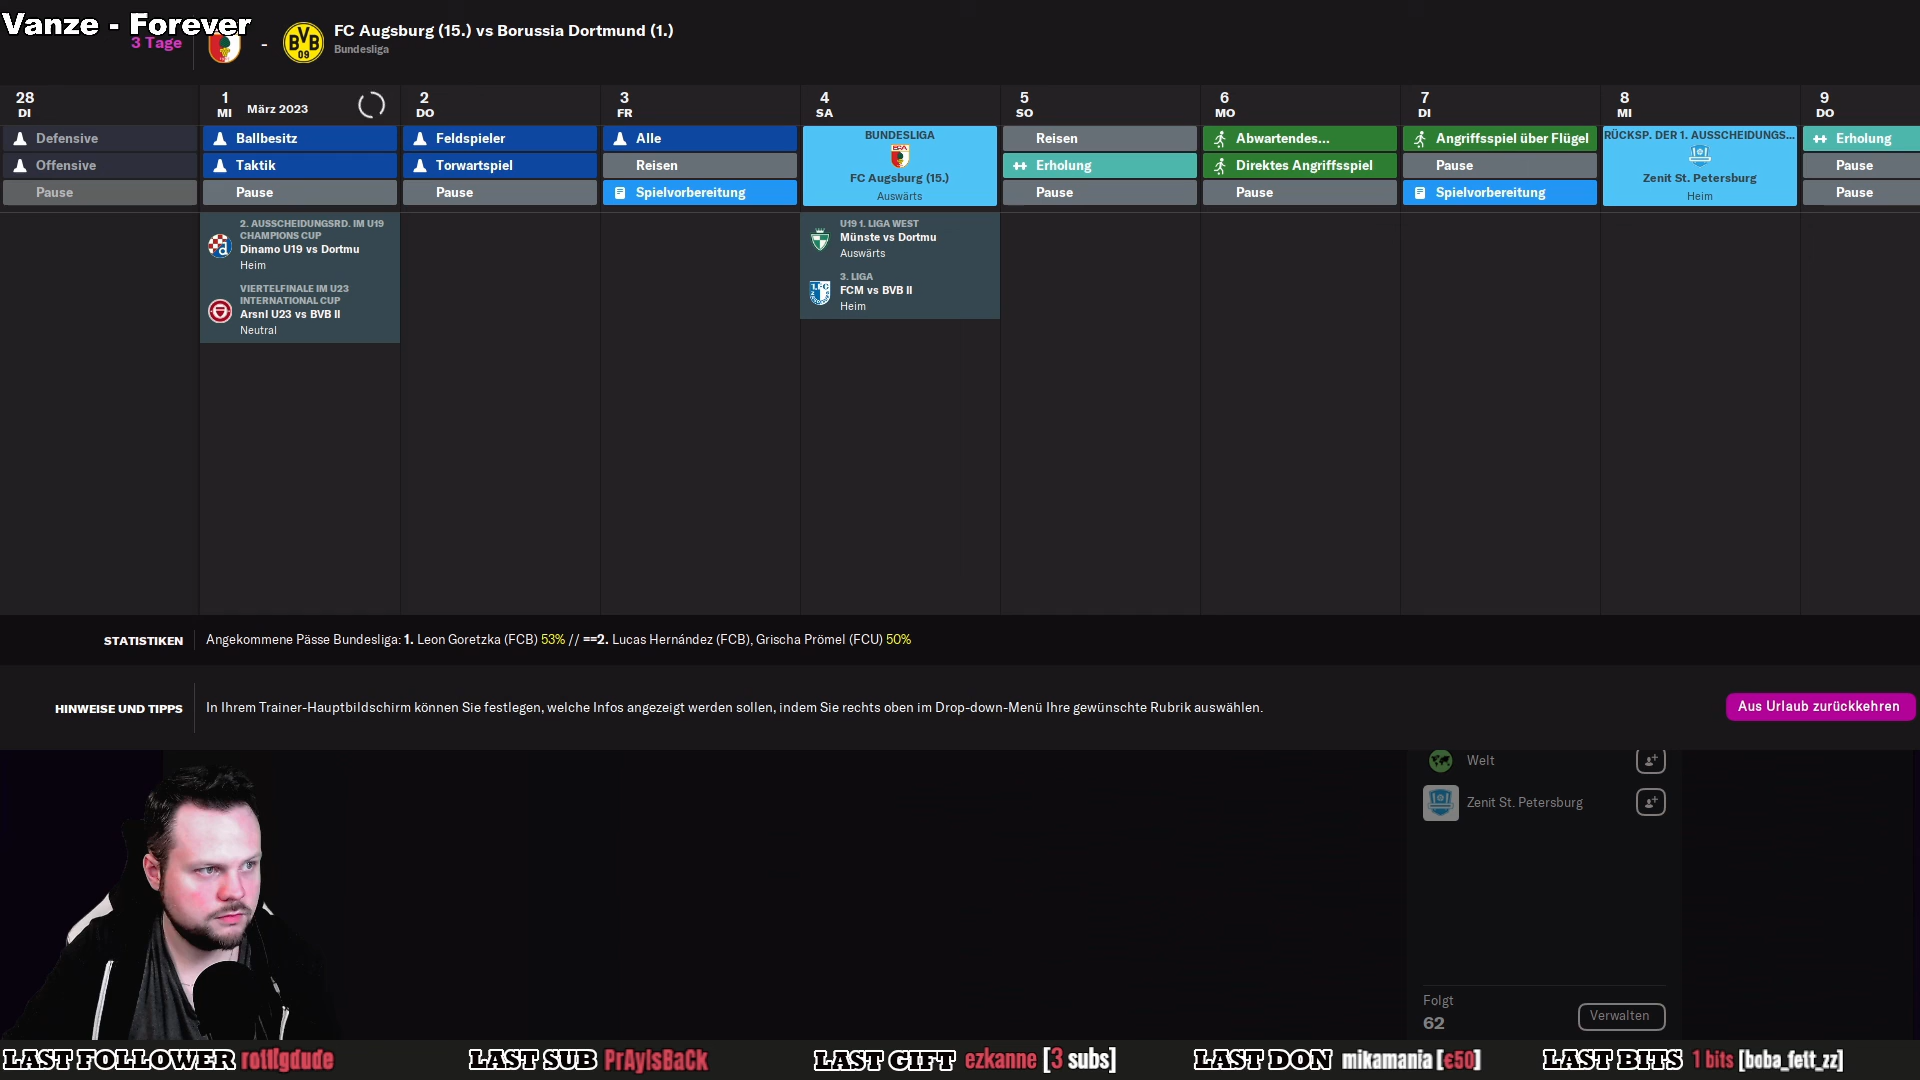 Vanze - Forever
3 Tage
-
FC Augsburg (15.) vs Borussia Dortmund (1.)
Bundesliga
BVB
09
28
DI
1
MI
März 2023
2
DO
3
FR
4
SA
5
SO
6
MO
7
DI
8
MI
9
DO
Defensive
Offensive
Pause
Ballbesitz
Taktik
Pause
Feldspieler
Torwartspiel
Pause
Alle
Reisen
Spielvorbereitung
BUNDESLIGA
FC Augsburg (15.)
Auswärts
Reisen
Erholung
Pause
Abwartendes...
Direktes Angriffsspiel
Pause
Angriffsspiel über Flügel
Pause
Spielvorbereitung
RÜCKSP. DER 1. AUSSCHEIDUNGS...
Zenit St. Petersburg
Heim
Erholung
Pause
Pause
2. AUSSCHEIDUNGSRD. IM U19
CHAMPIONS CUP
Dinamo U19 vs Dortmu
Heim
VIERTELFINALE IM U23
INTERNATIONAL CUP
Arsnl U23 vs BVB II
Neutral
U19 1. LIGA WEST
Münste vs Dortmu
Auswärts
3. LIGA
FCM vs BVB II
Heim
STATISTIKEN
Angekommene Pässe Bundesliga: 1. Leon Goretzka (FCB) 53% // ==2. Lucas Hernández (FCB), Grischa Prömel (FCU) 50%
HINWEISE UND TIPPS
In Ihrem Trainer-Hauptbildschirm können Sie festlegen, welche Infos angezeigt werden sollen, indem Sie rechts oben im Drop-down-Menü Ihre gewünschte Rubrik auswählen.
Aus Urlaub zurückkehren
Welt
Zenit St. Petersburg
Folgt
62
Verwalten
LAST FOLLOWER rottlgdude
LAST SUB PrAyIsBaCk
LAST GIFT ezkanne [3 subs]
LAST DON mikamania [€50]
LAST BITS 1 bits [boba_fett_zz]